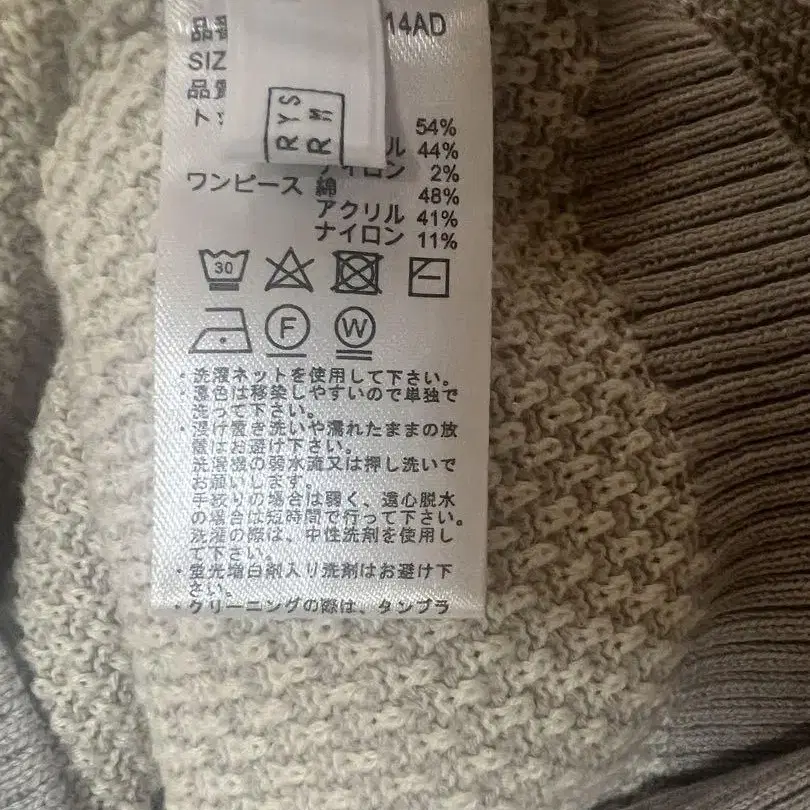 品番 14AD
SIZ
品質
トッ 54%
ル 44%
ナイロン 2%
ワンピース 綿 48%
アクリル 41%
ナイロン 11%
RYS
RM
30
F W
・洗濯ネットを使用して下さい。
・濃色は移染しやすいので単独で
洗って下さい。
・浸け置き洗いや濡れたままの放
置はお避け下さい。
洗濯機の弱水流又は押し洗いで
お願いします。
手絞りの場合は弱く、遠心脱水
の場合は短時間で行って下さい。
洗濯の際は、中性洗剤を使用し
て下さい。
・蛍光増白剤入り洗剤はお避け下
さい。
・クリーニングの際は、タンブラ